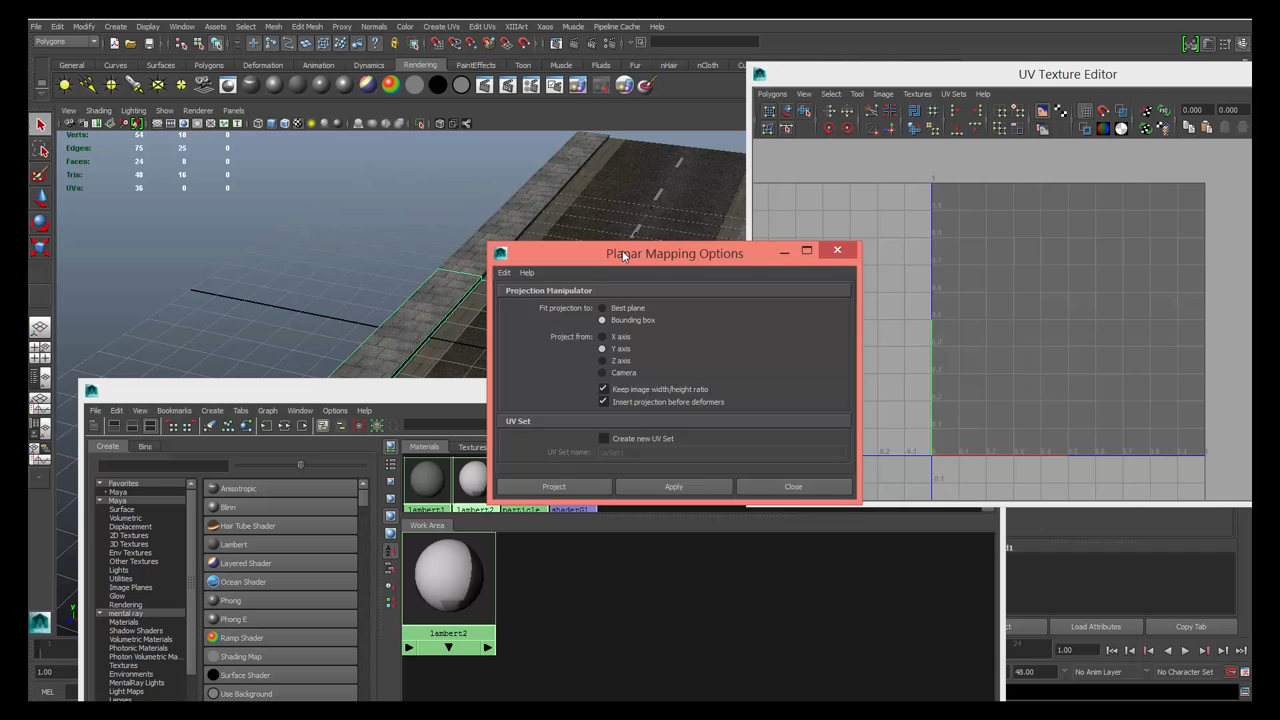 File Edit Modify Create Display Window Assets Select Mesh Edit Mesh Proxy Normals Color Create UVs Edit UVs XIIIArt Xaos Muscle Pipeline Cache Help
Polygons
General Curves Surfaces Polygons Deformation Animation Dynamics Rendering PaintEffects Toon Muscle Fluids Fur nHair nCloth
UV Texture Editor
Polygons View Select Tool Image Textures UV Sets Help
0.000 0.000
View Shading Lighting Show Renderer Panels
Verts: 54 18 0
Edges: 75 25 0
Faces: 24 8 0
Tris: 48 16 0
UVs: 36 0 0
Planar Mapping Options
Edit Help
Projection Manipulator
Fit projection to: Best plane
Bounding box
Project from: X axis
Y axis
Z axis
Camera
Keep image width/height ratio
Insert projection before deformers
UV Set
Create new UV Set
UV Set name: uvSet1
Project Apply Close
File Edit View Bookmarks Create Tabs Graph Window Options Help
Create Bins
Materials Textures
Favorites
Maya
Maya
Surface
Volumetric
Displacement
2D Textures
3D Textures
Env Textures
Other Textures
Lights
Utilities
Image Planes
Glow
Rendering
mental ray
Materials
Shadow Shaders
Volumetric Materials
Photonic Materials
Photon Volumetric Ma...
Textures
Environments
MentalRay Lights
Light Maps
Lenses
Anisotropic
Blinn
Hair Tube Shader
Lambert
Layered Shader
Ocean Shader
Phong
Phong E
Ramp Shader
Shading Map
Surface Shader
Use Background
lambert1 lambert2 particle shaderGl
Work Area
lambert2
Load Attributes Copy Tab
24 1.00
1.00
48.00 No Anim Layer No Character Set
MEL